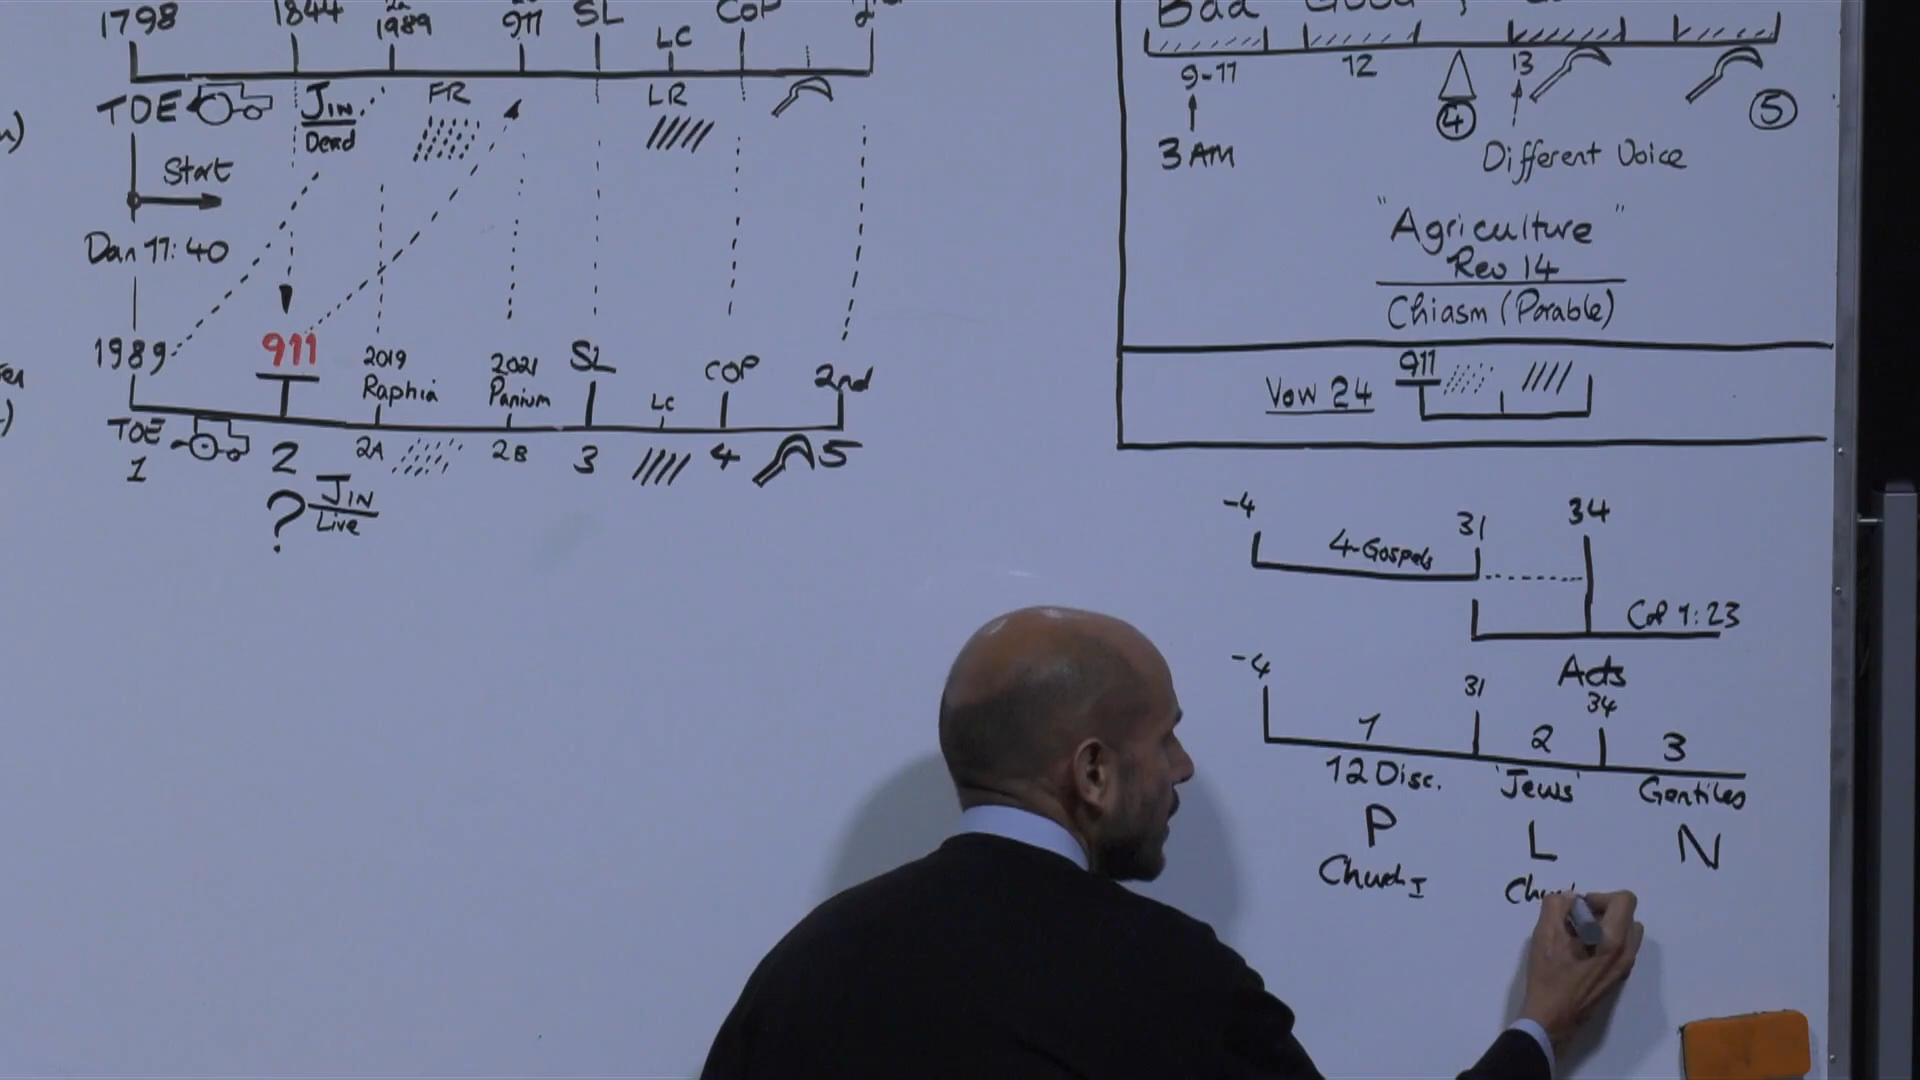 1798 1844 1989 911 SL LC COP
TOE JIN FR LR
Dead
Start
Dan 11:40
1989 911 2019 2021 SL LC COP 2nd
Raphia Panium
TOE 2 2A 2B 3 4 5
1
? JIN
Live
Bad Good
9-11 12 13
4 5
3 AM Different Voice
"Agriculture"
Rev 14
Chiasm (Parable)
911
Vow 24
-4 31 34
4-Gospels
Col 1:23
Acts
-4 31 34
1 2 3
12 Disc. 'Jews' Gentiles
P L N
Church I